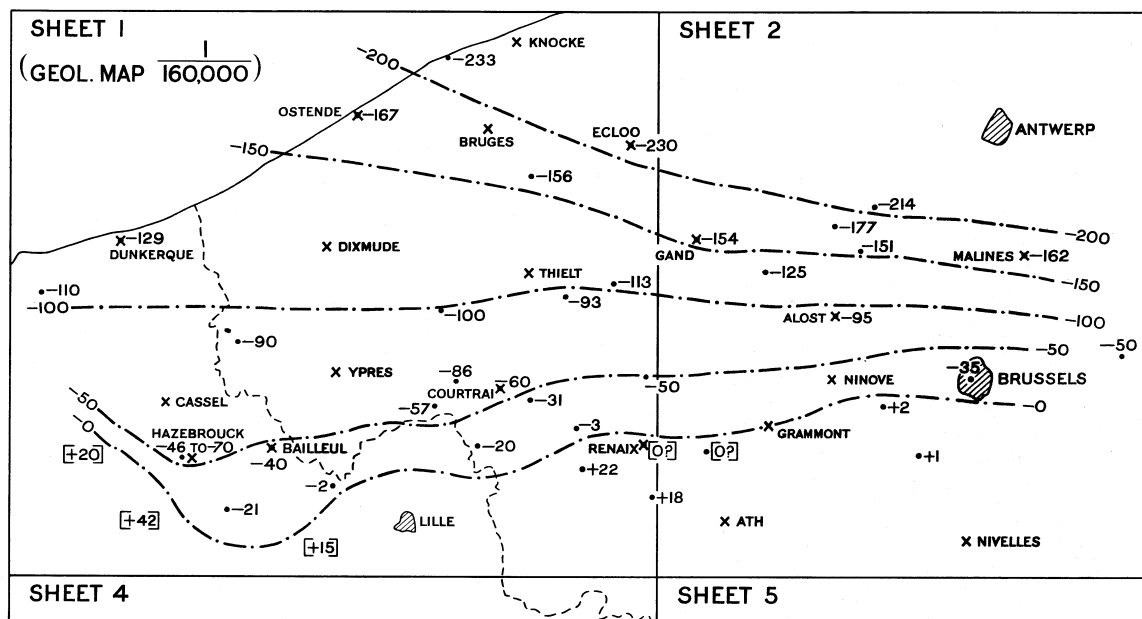 SHEET 1
SHEET 2
(GEOL. MAP 1/160,000)
KNOCKE
-233
-200
OSTENDE
-167
BRUGES
ECLOO
-230
ANTWERP
-150
-156
-214
-177
-200
-129
DUNKERQUE
DIXMUDE
GAND
-154
-151
MALINES
-162
-125
THIELT
-150
-110
-113
-93
-100
-100
ALOST
-95
-100
-90
-50
-50
YPRES
-86
COURTRAI
-60
-50
-35
NINOVE
BRUSSELS
-50
CASSEL
-57
-31
+2
-0
-0
HAZEBROUCK
-46 TO -70
BAILLEUL
-40
-3
-20
GRAMMONT
RENAIX
[0?]
[0?]
[+20]
+1
+22
-2
+18
-21
[+42]
LILLE
ATH
[+15]
NIVELLES
SHEET 4
SHEET 5